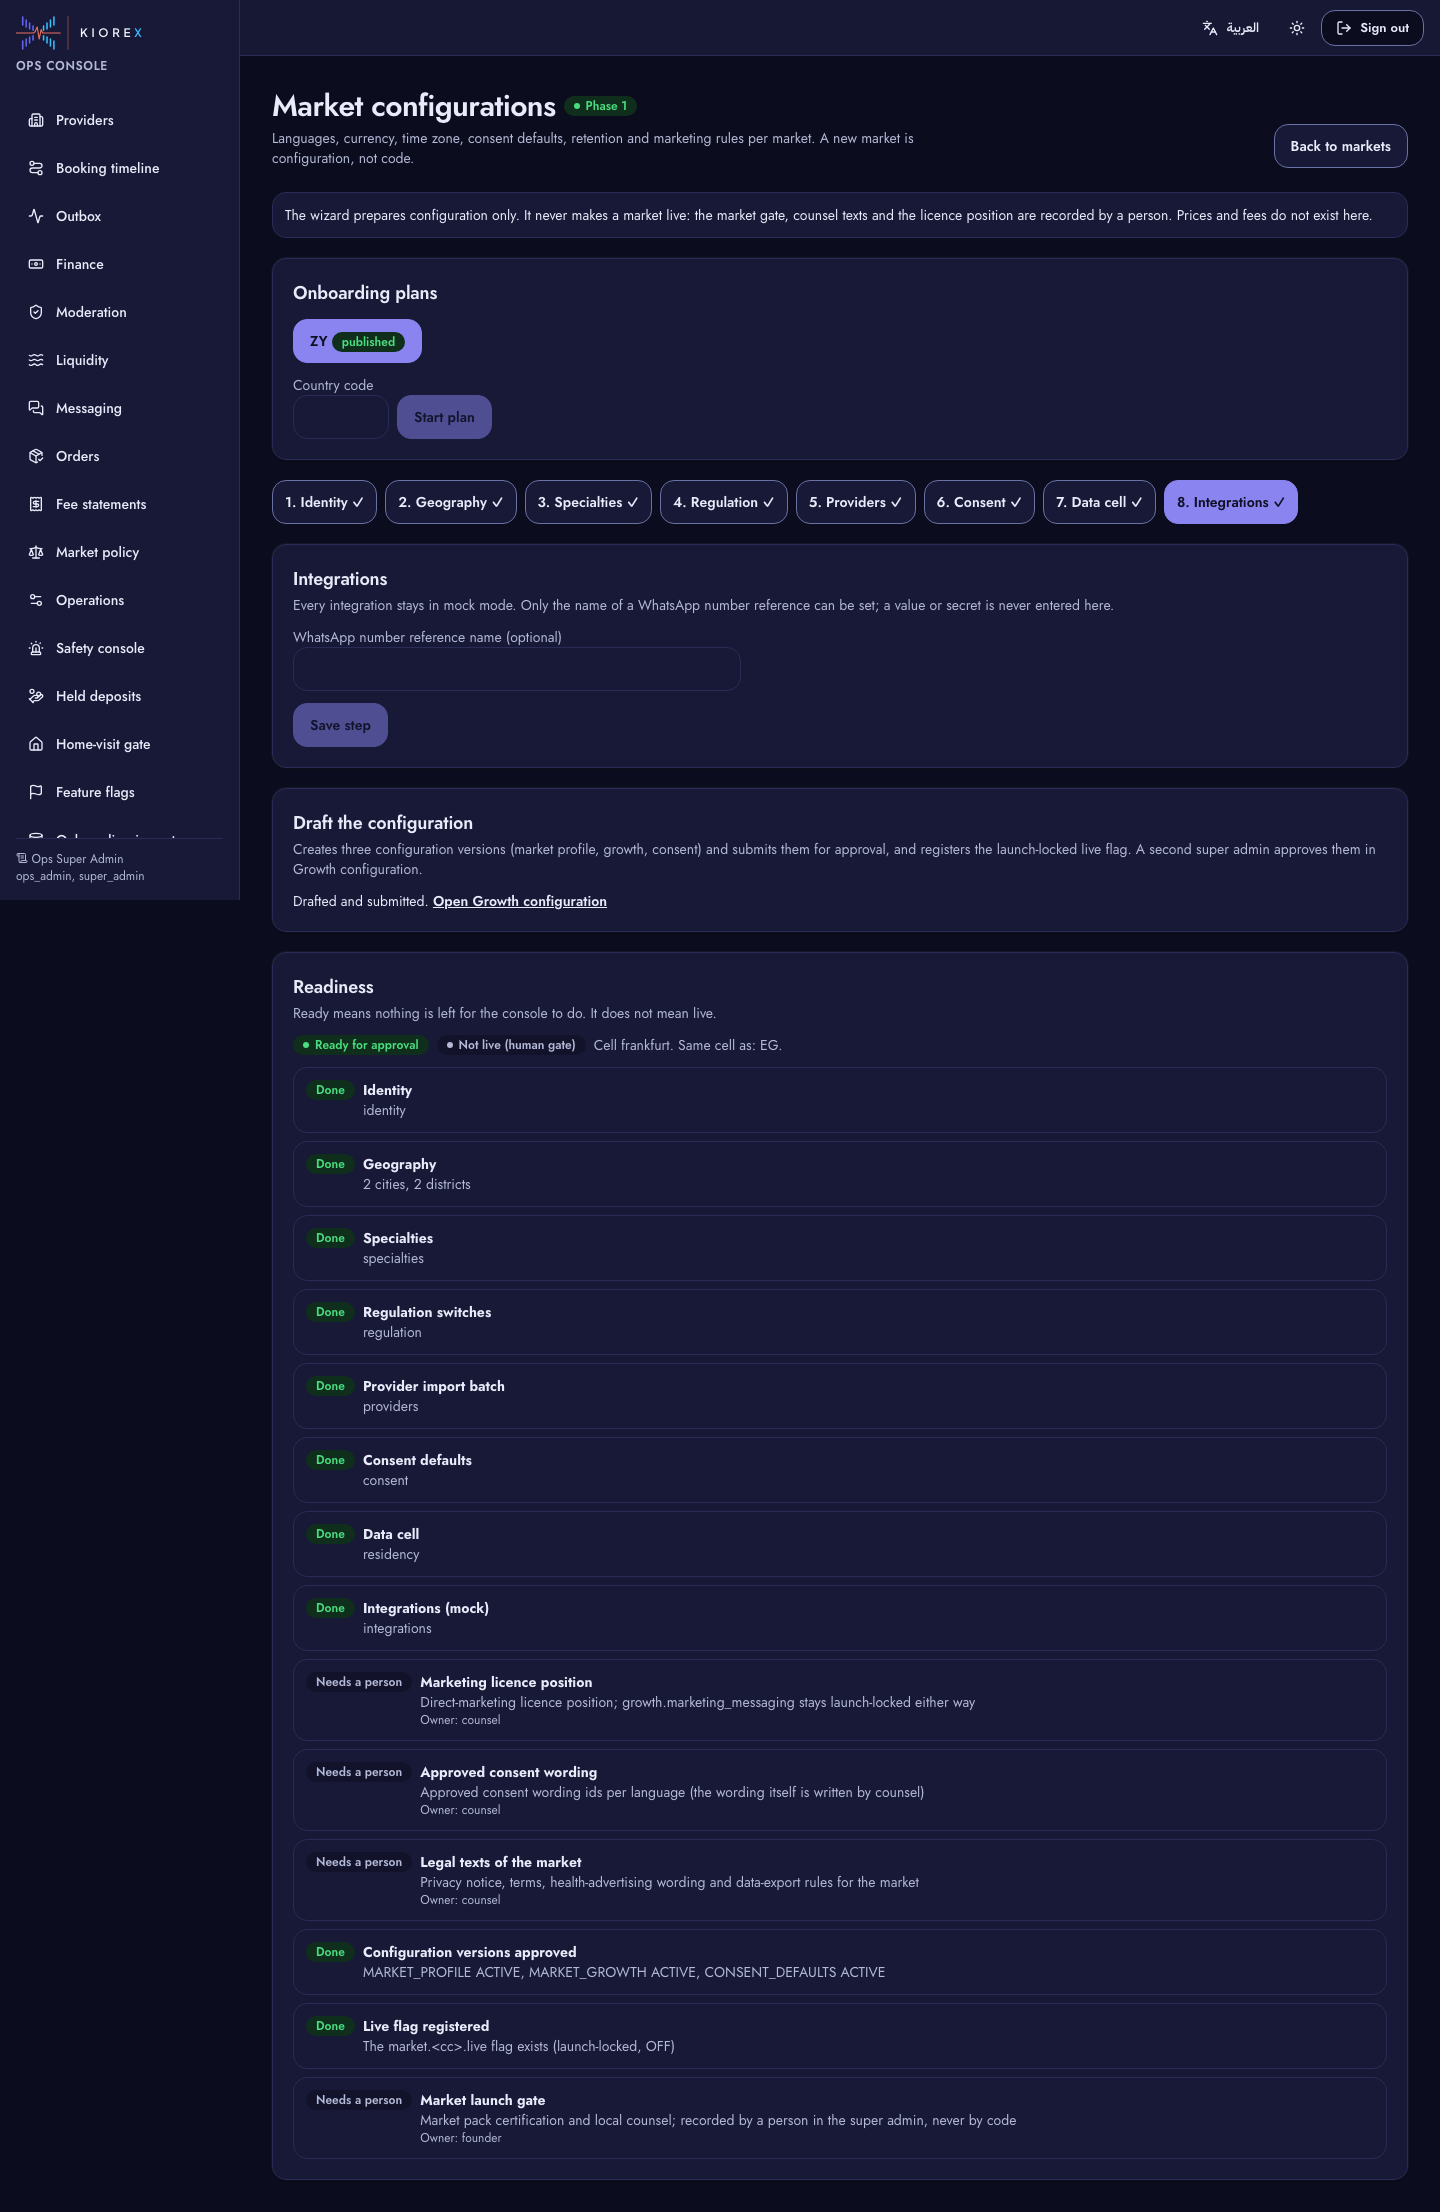 KIOREX
OPS CONSOLE
Providers
Booking timeline
Outbox
Finance
Moderation
Liquidity
Messaging
Orders
Fee statements
Market policy
Operations
Safety console
Held deposits
Home-visit gate
Feature flags
Ops Super Admin
ops_admin, super_admin
العربية
Sign out
Market configurations
Phase 1
Languages, currency, time zone, consent defaults, retention and marketing rules per market. A new market is
configuration, not code.
Back to markets
The wizard prepares configuration only. It never makes a market live: the market gate, counsel texts and the licence position are recorded by a person. Prices and fees do not exist here.
Onboarding plans
ZY published
Country code
Start plan
1. Identity ✓
2. Geography ✓
3. Specialties ✓
4. Regulation ✓
5. Providers ✓
6. Consent ✓
7. Data cell ✓
8. Integrations ✓
Integrations
Every integration stays in mock mode. Only the name of a WhatsApp number reference can be set; a value or secret is never entered here.
WhatsApp number reference name (optional)
Save step
Draft the configuration
Creates three configuration versions (market profile, growth, consent) and submits them for approval, and registers the launch-locked live flag. A second super admin approves them in
Growth configuration.
Drafted and submitted. Open Growth configuration
Readiness
Ready means nothing is left for the console to do. It does not mean live.
Ready for approval
Not live (human gate)
Cell frankfurt. Same cell as: EG.
Done Identity
identity
Done Geography
2 cities, 2 districts
Done Specialties
specialties
Done Regulation switches
regulation
Done Provider import batch
providers
Done Consent defaults
consent
Done Data cell
residency
Done Integrations (mock)
integrations
Needs a person Marketing licence position
Direct-marketing licence position; growth.marketing_messaging stays launch-locked either way
Owner: counsel
Needs a person Approved consent wording
Approved consent wording ids per language (the wording itself is written by counsel)
Owner: counsel
Needs a person Legal texts of the market
Privacy notice, terms, health-advertising wording and data-export rules for the market
Owner: counsel
Done Configuration versions approved
MARKET_PROFILE ACTIVE, MARKET_GROWTH ACTIVE, CONSENT_DEFAULTS ACTIVE
Done Live flag registered
The market.<cc>.live flag exists (launch-locked, OFF)
Needs a person Market launch gate
Market pack certification and local counsel; recorded by a person in the super admin, never by code
Owner: founder